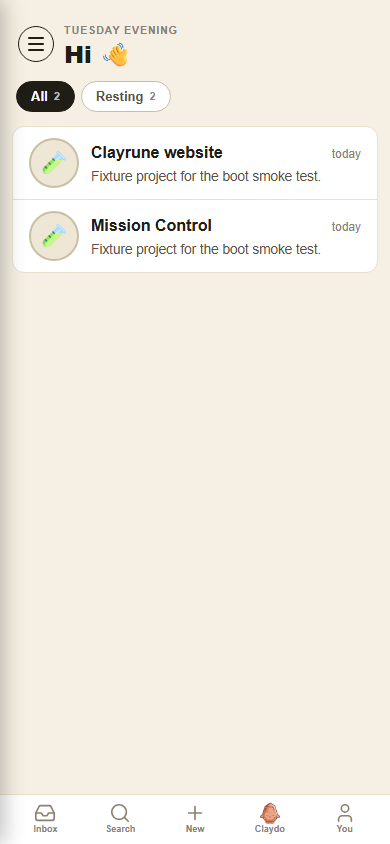 TUESDAY EVENING
Hi 👋
All 2
Resting 2
Clayrune website
today
Fixture project for the boot smoke test.
Mission Control
today
Fixture project for the boot smoke test.
Inbox
Search
New
Claydo
You